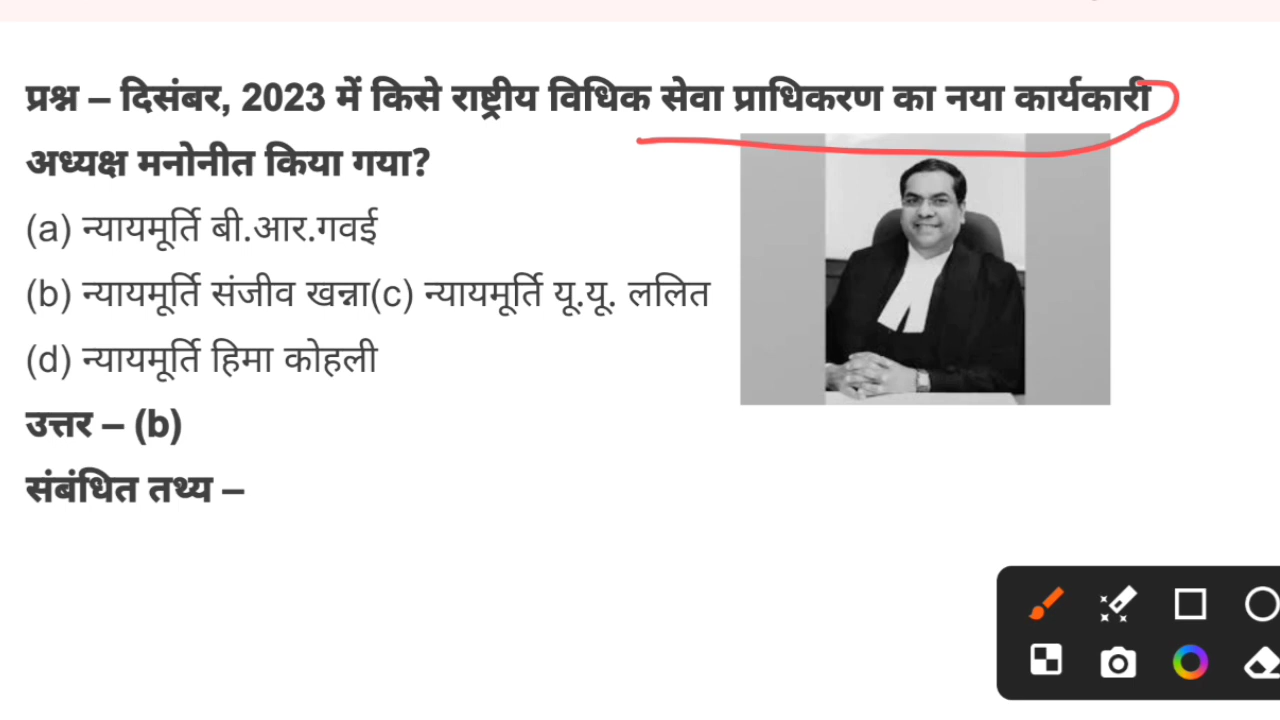 प्रश्न – दिसंबर, 2023 में किसे राष्ट्रीय विधिक सेवा प्राधिकरण का नया कार्यकारी
अध्यक्ष मनोनीत किया गया?
(a) न्यायमूर्ति बी.आर.गवई
(b) न्यायमूर्ति संजीव खन्ना(c) न्यायमूर्ति यू.यू. ललित
(d) न्यायमूर्ति हिमा कोहली
उत्तर – (b)
संबंधित तथ्य –